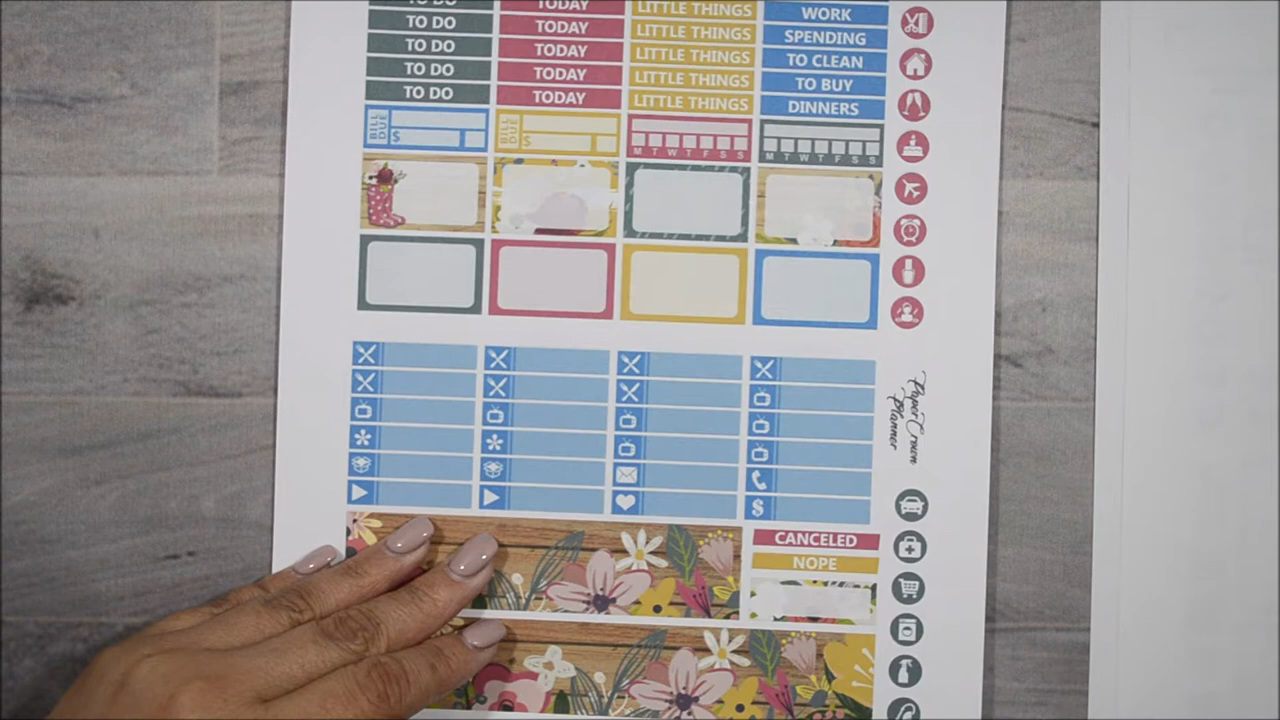 TO DO TODAY LITTLE THINGS WORK
TO DO TODAY LITTLE THINGS SPENDING
TO DO TODAY LITTLE THINGS TO CLEAN
TO DO TODAY LITTLE THINGS TO BUY
TO DO TODAY LITTLE THINGS DINNERS
BILL DUE $ BILL DUE $ M T W T F S S M T W T F S S
Paper Crown
Planner
$
CANCELED
NOPE